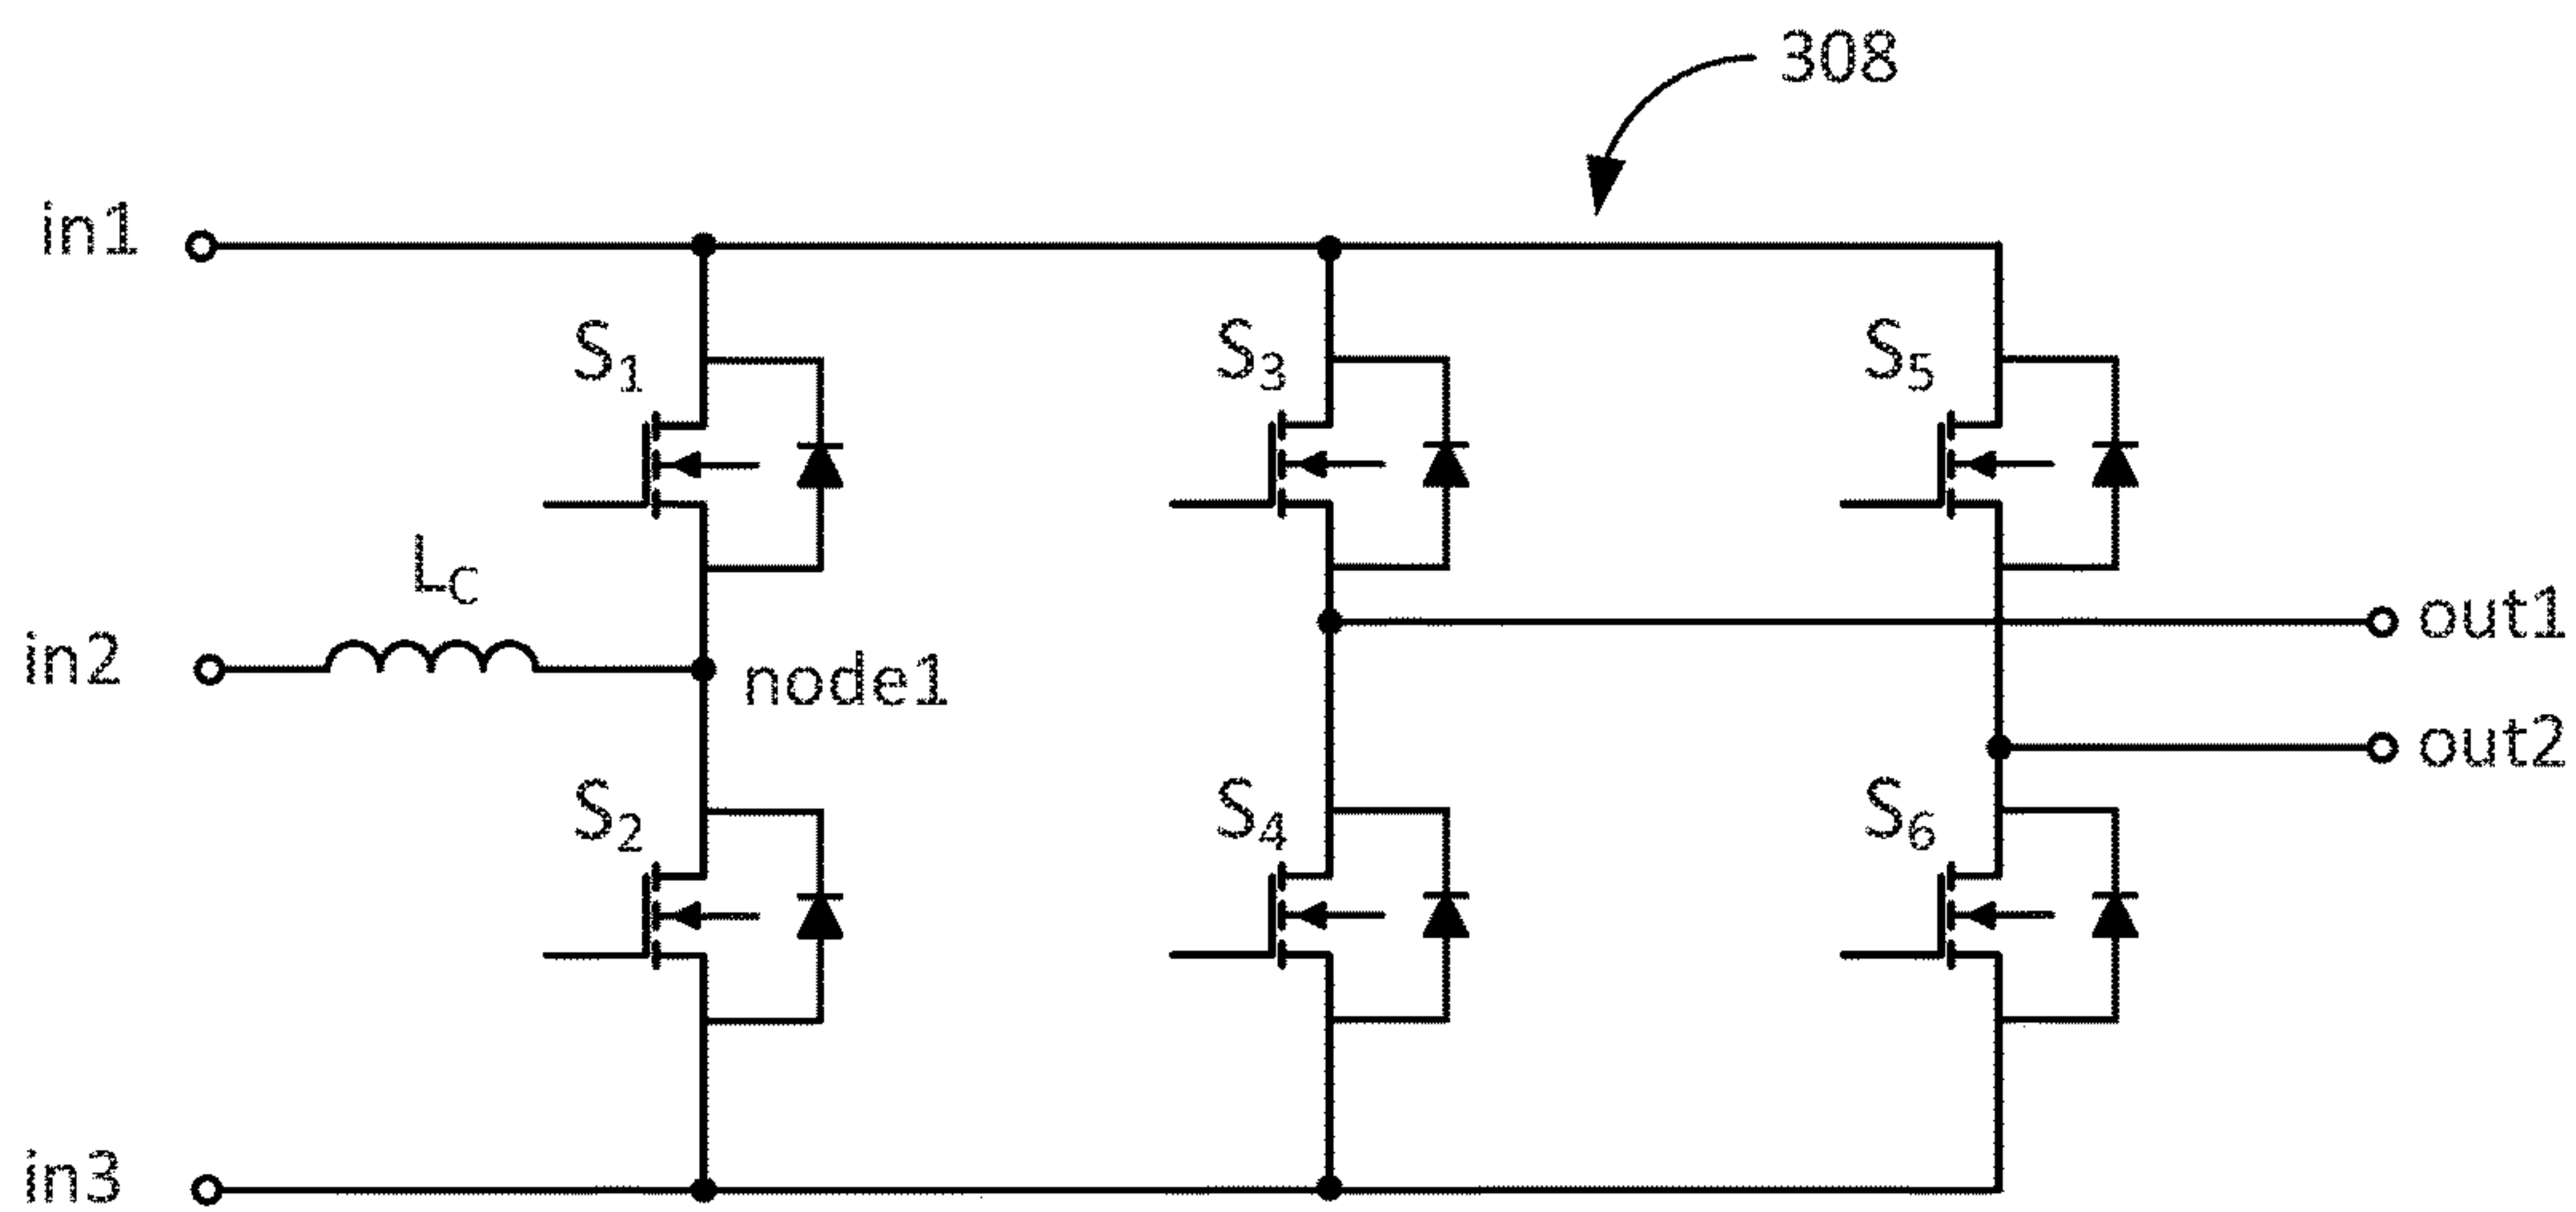 308
in1
S1
S3
S5
LC
out1
in2
node1
out2
S2
S4
S6
in3